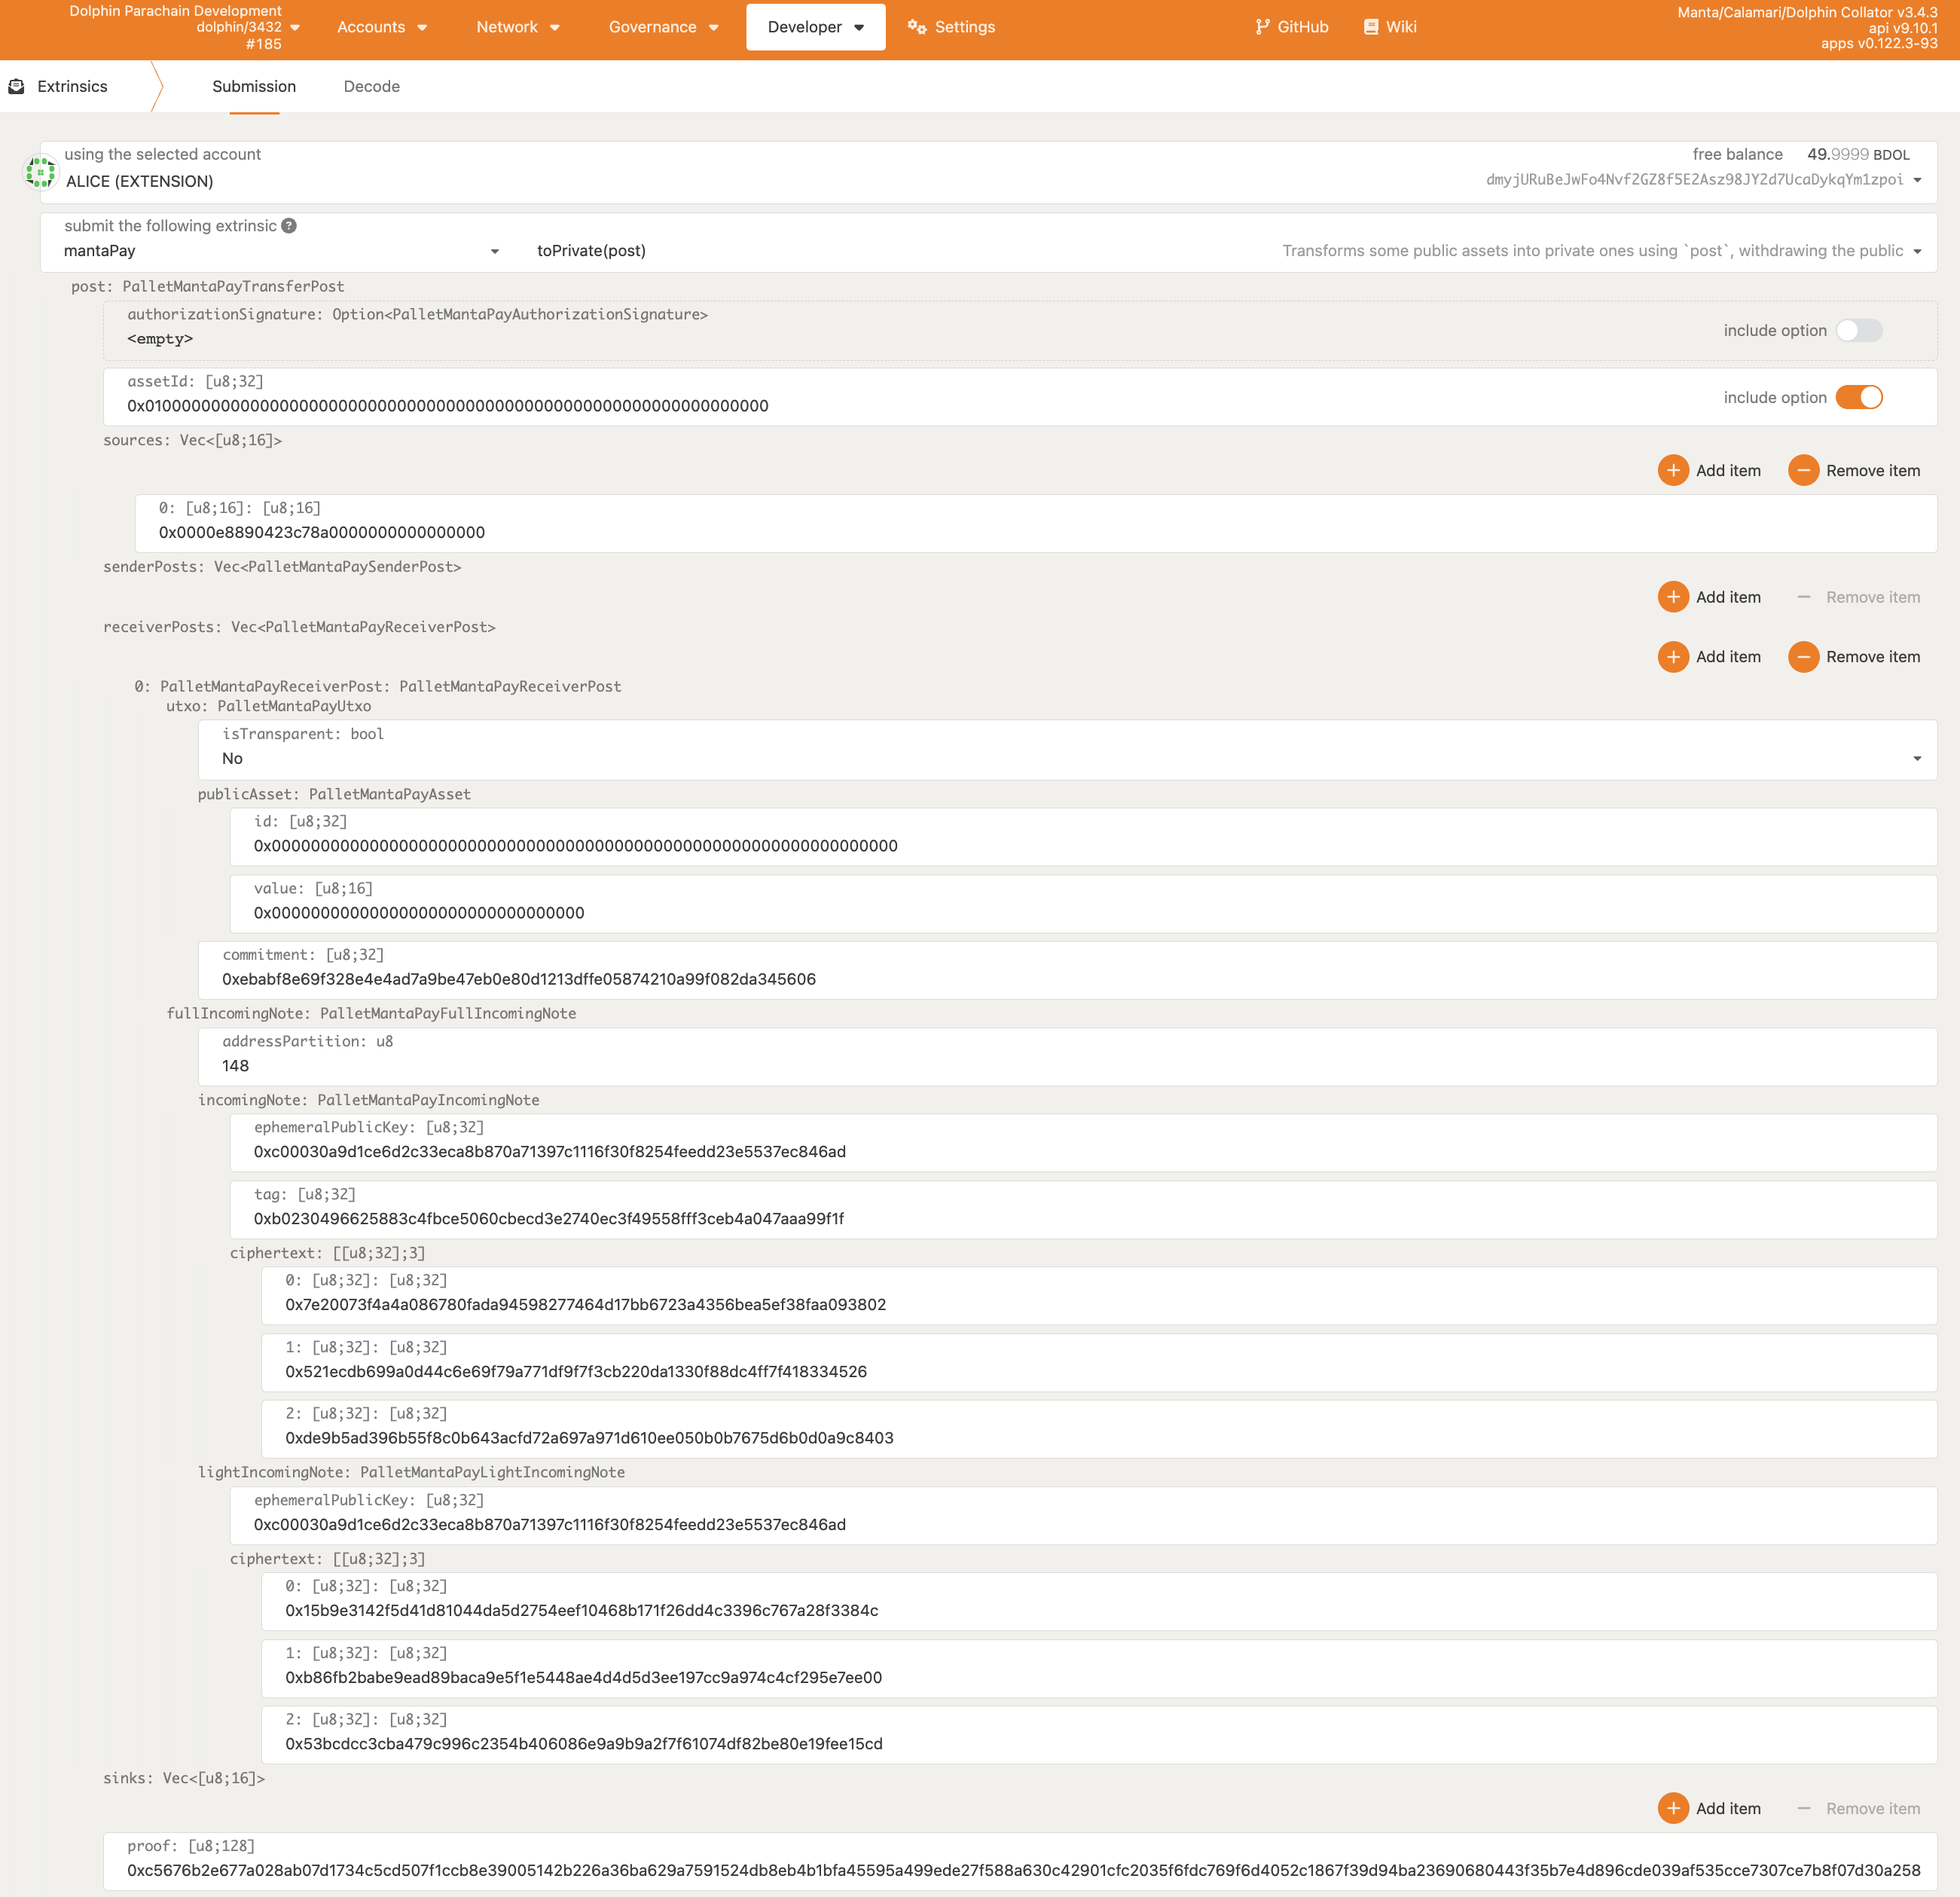 Dolphin Parachain Development
dolphin/3432
#185
Accounts
Network
Governance
Developer
Settings
GitHub
Wiki
Manta/Calamari/Dolphin Collator v3.4.3
api v9.10.1
apps v0.122.3-93
Extrinsics
Submission
Decode
using the selected account
ALICE (EXTENSION)
free balance 49.9999 BDOL
dmyjURuBeJwFo4Nvf2GZ8f5E2Asz98JY2d7UcaDykqYm1zpoi
submit the following extrinsic ?
mantaPay
toPrivate(post)
Transforms some public assets into private ones using `post`, withdrawing the public
post: PalletMantaPayTransferPost
authorizationSignature: Option<PalletMantaPayAuthorizationSignature>
<empty>
include option
assetId: [u8;32]
0x0100000000000000000000000000000000000000000000000000000000000000
include option
sources: Vec<[u8;16]>
Add item
Remove item
0: [u8;16]: [u8;16]
0x0000e8890423c78a0000000000000000
senderPosts: Vec<PalletMantaPaySenderPost>
Add item
Remove item
receiverPosts: Vec<PalletMantaPayReceiverPost>
Add item
Remove item
0: PalletMantaPayReceiverPost: PalletMantaPayReceiverPost
utxo: PalletMantaPayUtxo
isTransparent: bool
No
publicAsset: PalletMantaPayAsset
id: [u8;32]
0x0000000000000000000000000000000000000000000000000000000000000000
value: [u8;16]
0x00000000000000000000000000000000
commitment: [u8;32]
0xebabf8e69f328e4e4ad7a9be47eb0e80d1213dffe05874210a99f082da345606
fullIncomingNote: PalletMantaPayFullIncomingNote
addressPartition: u8
148
incomingNote: PalletMantaPayIncomingNote
ephemeralPublicKey: [u8;32]
0xc00030a9d1ce6d2c33eca8b870a71397c1116f30f8254feedd23e5537ec846ad
tag: [u8;32]
0xb0230496625883c4fbce5060cbecd3e2740ec3f49558fff3ceb4a047aaa99f1f
ciphertext: [[u8;32];3]
0: [u8;32]: [u8;32]
0x7e20073f4a4a086780fada94598277464d17bb6723a4356bea5ef38faa093802
1: [u8;32]: [u8;32]
0x521ecdb699a0d44c6e69f79a771df9f7f3cb220da1330f88dc4ff7f418334526
2: [u8;32]: [u8;32]
0xde9b5ad396b55f8c0b643acfd72a697a971d610ee050b0b7675d6b0d0a9c8403
lightIncomingNote: PalletMantaPayLightIncomingNote
ephemeralPublicKey: [u8;32]
0xc00030a9d1ce6d2c33eca8b870a71397c1116f30f8254feedd23e5537ec846ad
ciphertext: [[u8;32];3]
0: [u8;32]: [u8;32]
0x15b9e3142f5d41d81044da5d2754eef10468b171f26dd4c3396c767a28f3384c
1: [u8;32]: [u8;32]
0xb86fb2babe9ead89baca9e5f1e5448ae4d4d5d3ee197cc9a974c4cf295e7ee00
2: [u8;32]: [u8;32]
0x53bcdcc3cba479c996c2354b406086e9a9b9a2f7f61074df82be80e19fee15cd
sinks: Vec<[u8;16]>
Add item
Remove item
proof: [u8;128]
0xc5676b2e677a028ab07d1734c5cd507f1ccb8e39005142b226a36ba629a7591524db8eb4b1bfa45595a499ede27f588a630c42901cfc2035f6fdc769f6d4052c1867f39d94ba23690680443f35b7e4d896cde039af535cce7307ce7b8f07d30a258